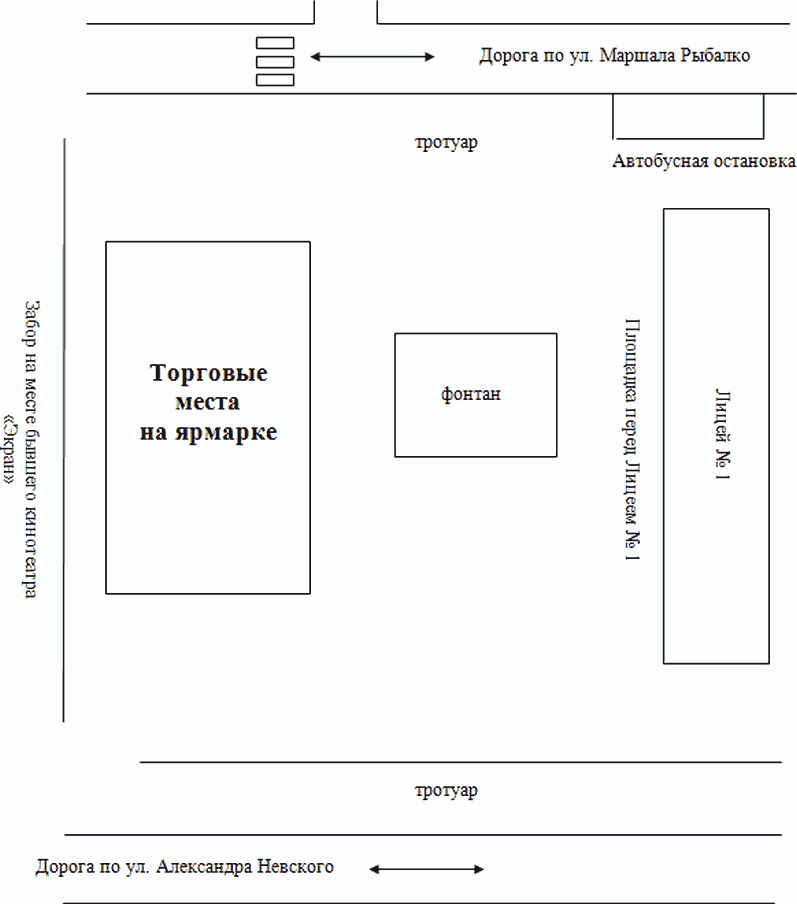 Дорога по ул. Маршала Рыбалко
тротуар
Автобусная остановка
Забор на месте бывшего кинотеатра
«Экран»
Торговые
места
на ярмарке
фонтан
Площадка перед Лицеем № 1
Лицей № 1
тротуар
Дорога по ул. Александра Невского